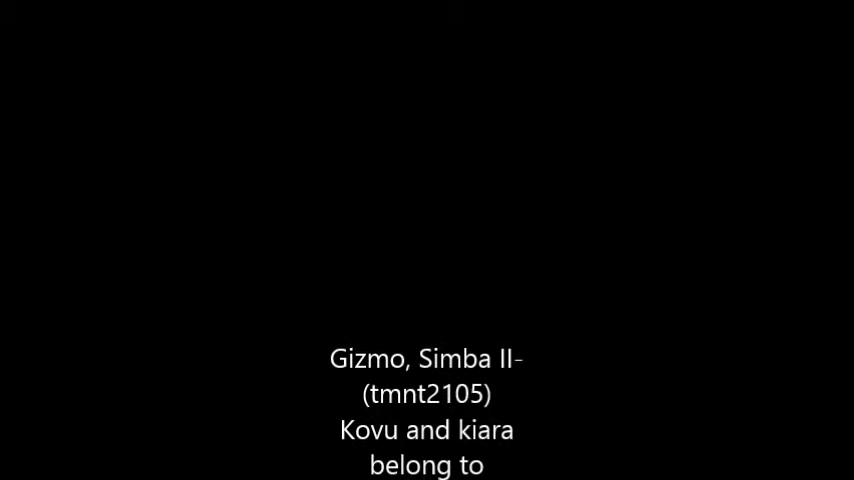 Gizmo, Simba II-
(tmnt2105)
Kovu and kiara
belong to